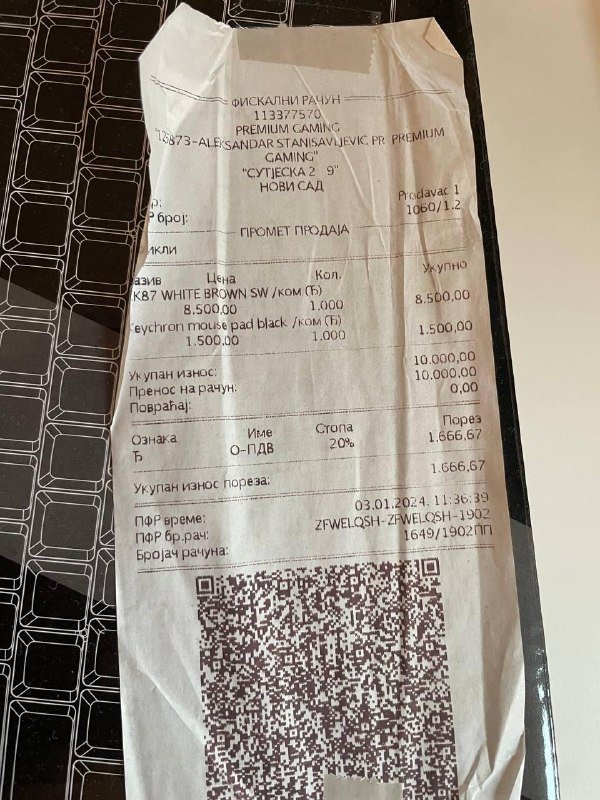 ФИСКАЛНИ РАЧУН
113377570
PREMIUM GAMING
ALEKSANDAR STANISAVLJEVIĆ PR PREMIUM
GAMING"
"СУТЈЕСКА 2 9"
НОВИ САД
Prodavac 1
број: 1060/1.2
ПРОМЕТ ПРОДАЈА
Цена Кол. Укупно
K87 WHITE BROWN SW /ком (Ђ)
8.500,00 1.000 8.500,00
eychron mouse pad black /ком (Ђ)
1.500,00 1.000 1.500,00
Укупан износ: 10.000,00
Пренос на рачун: 10.000,00
Повраћај: 0,00
Ознака Име Стопа Порез
Ђ О-ПДВ 20% 1.666,67
Укупан износ пореза: 1.666,67
ПФР време: 03.01.2024. 11:36:39
ПФР бр.рач: ZFWELQSH-ZFWELQSH-1902
Бројач рачуна: 1649/1902ПП